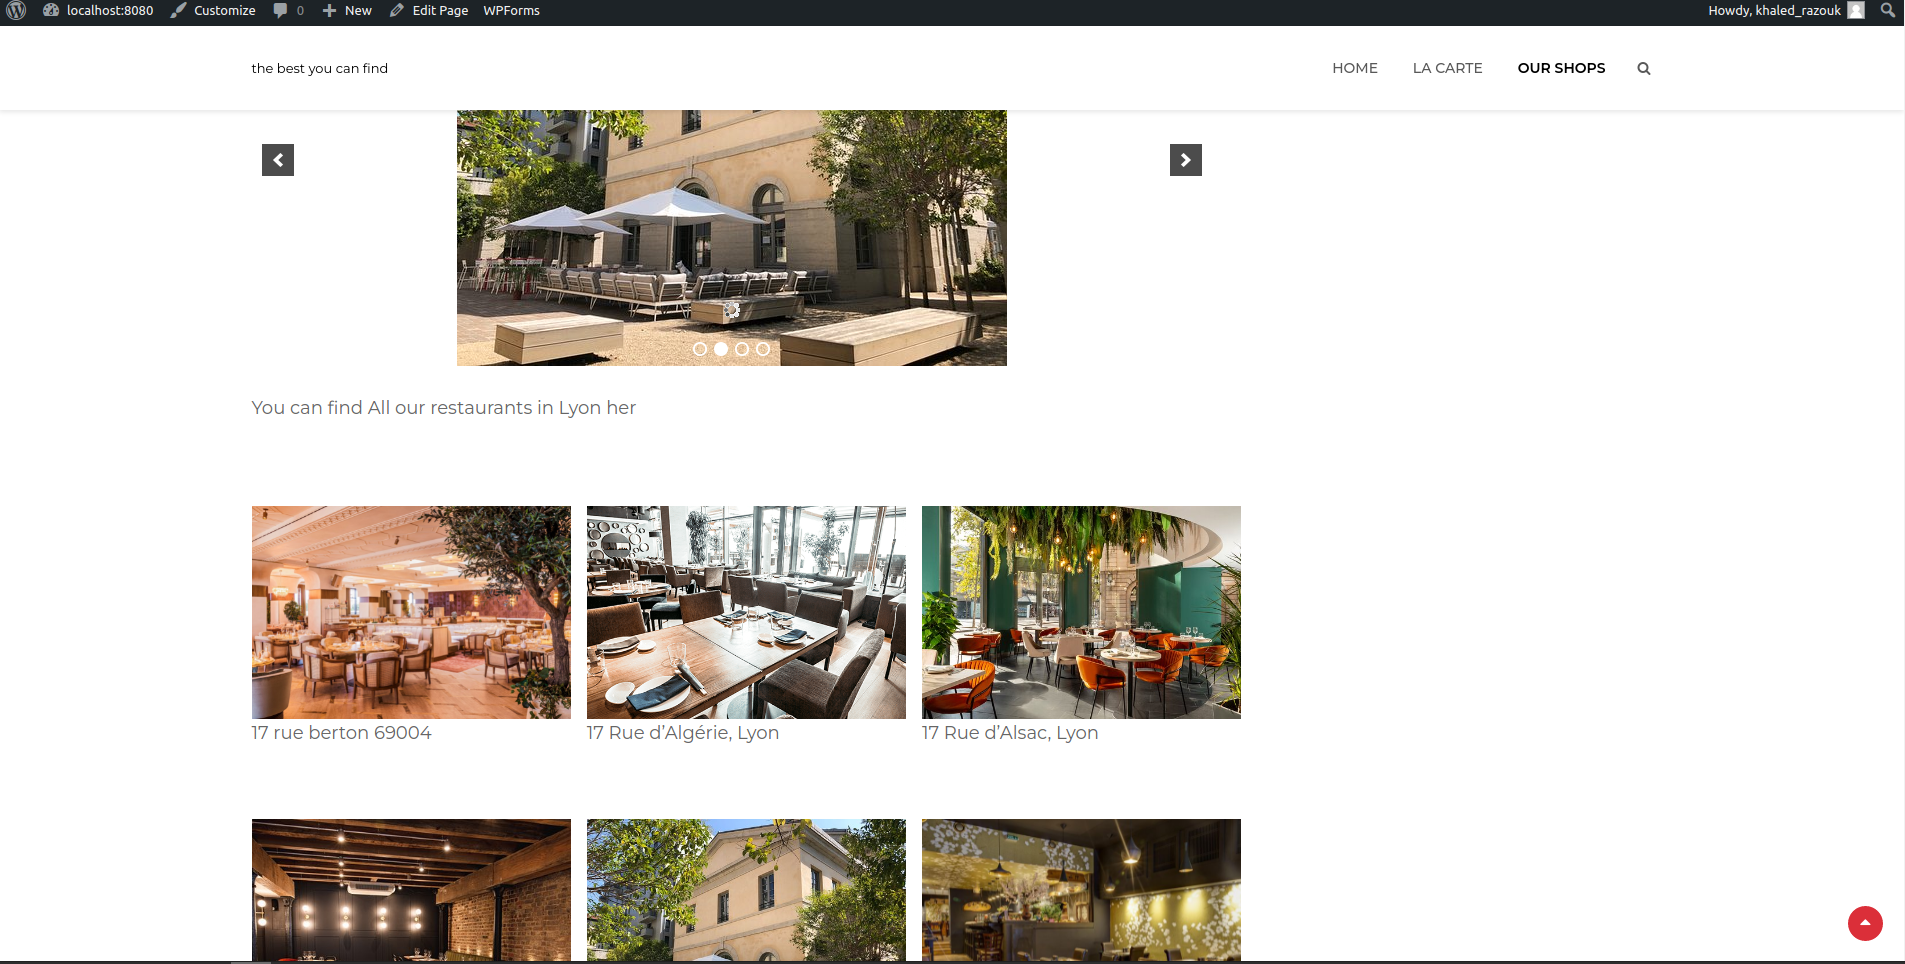 localhost:8080 Customize 0 New Edit Page WPForms Howdy, khaled_razouk
the best you can find HOME LA CARTE OUR SHOPS
You can find All our restaurants in Lyon her
17 rue berton 69004 17 Rue d’Algérie, Lyon 17 Rue d’Alsac, Lyon